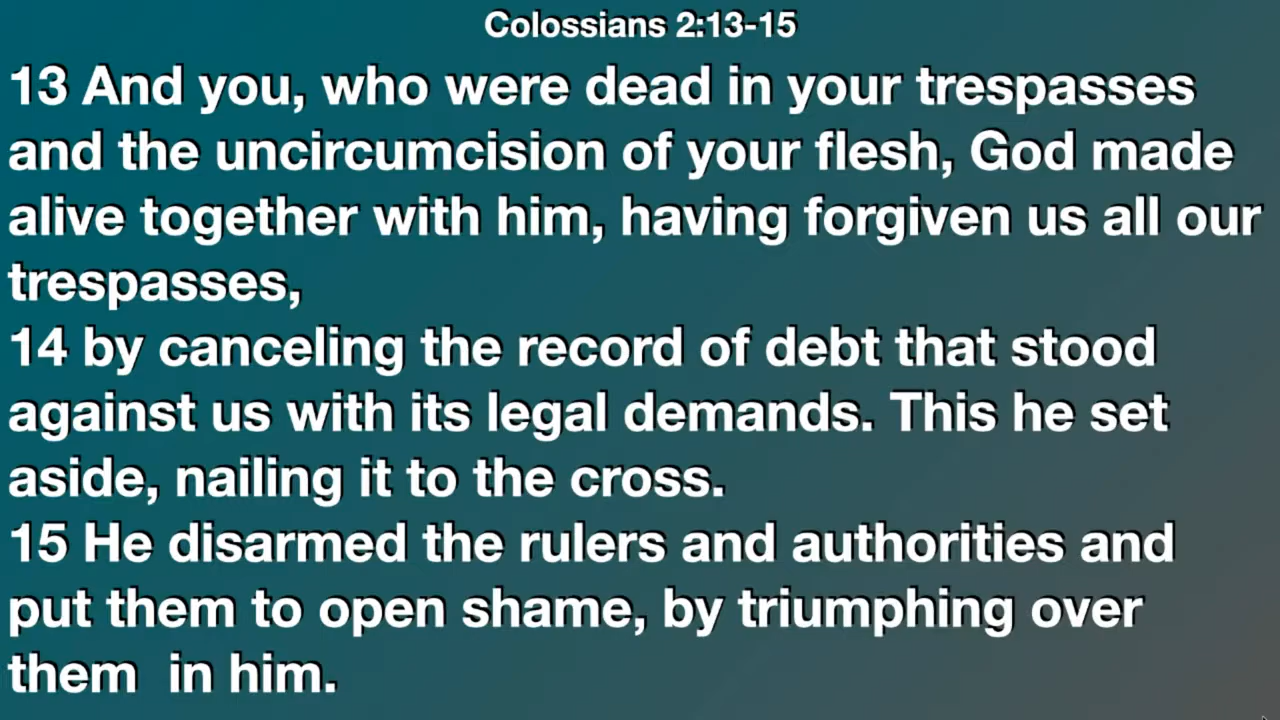 Colossians 2:13-15
13 And you, who were dead in your trespasses
and the uncircumcision of your flesh, God made
alive together with him, having forgiven us all our
trespasses,
14 by canceling the record of debt that stood
against us with its legal demands. This he set
aside, nailing it to the cross.
15 He disarmed the rulers and authorities and
put them to open shame, by triumphing over
them  in him.